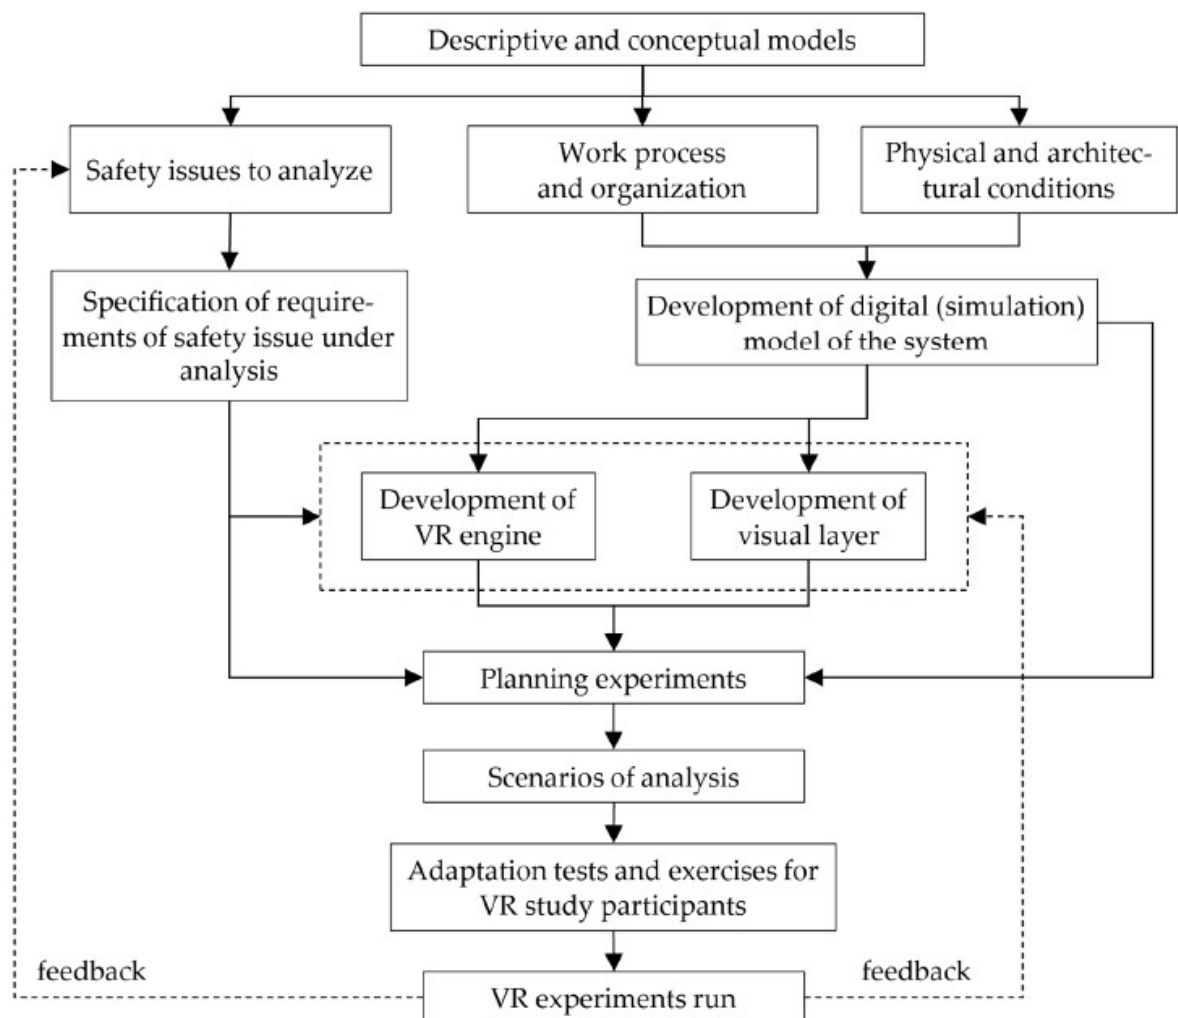 Descriptive and conceptual models
Safety issues to analyze
Work process
and organization
Physical and architec-
tural conditions
Specification of require-
ments of safety issue under
analysis
Development of digital (simulation)
model of the system
Development of
VR engine
Development of
visual layer
Planning experiments
Scenarios of analysis
Adaptation tests and exercises for
VR study participants
feedback
feedback
VR experiments run